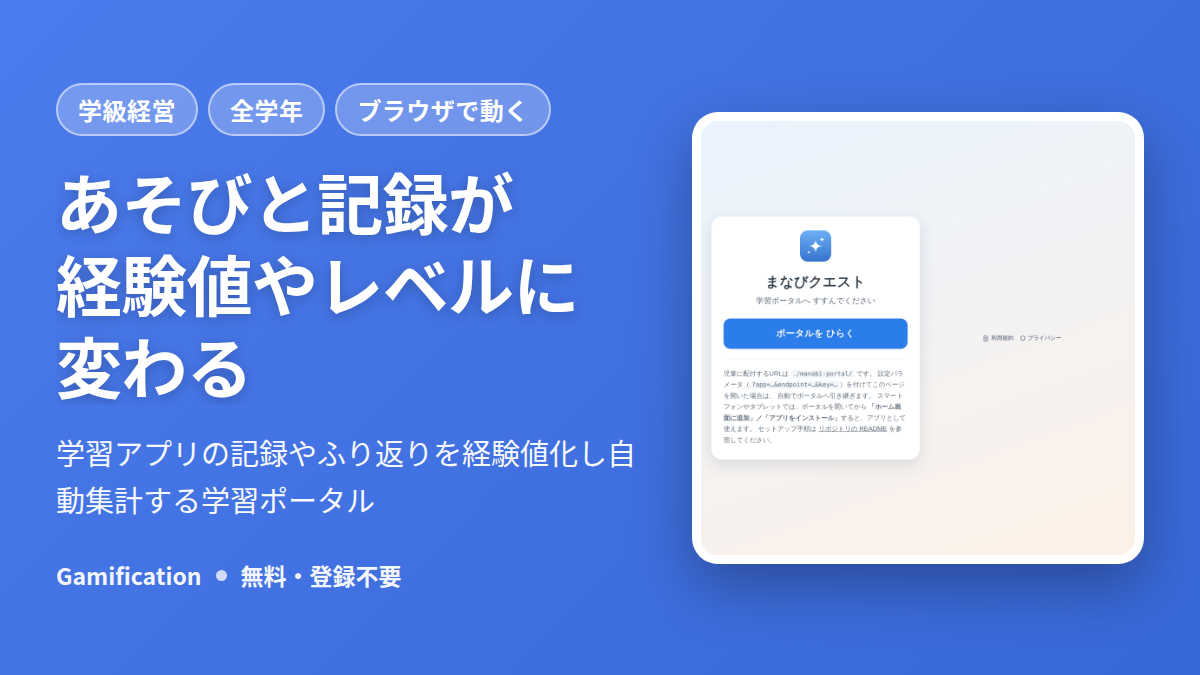 学級経営
全学年
ブラウザで動く
あそびと記録が
経験値やレベルに
変わる
学習アプリの記録やふり返りを経験値化し自
動集計する学習ポータル
Gamification ● 無料・登録不要
まなびクエスト
学習ポータルへ すすんでください
ポータルを ひらく
児童に配付するURLは ./manabi-portal/ です。 設定パラ
メータ（ ?app=…&endpoint=…&key=… ）を付けてこのページ
を開いた場合は、 自動でポータルへ引き継ぎます。 スマート
フォンやタブレットでは、ポータルを開いてから 「ホーム画
面に追加」／「アプリをインストール」すると、アプリとして
使えます。 セットアップ手順は リポジトリの README を参
照してください。
利用規約 プライバシー